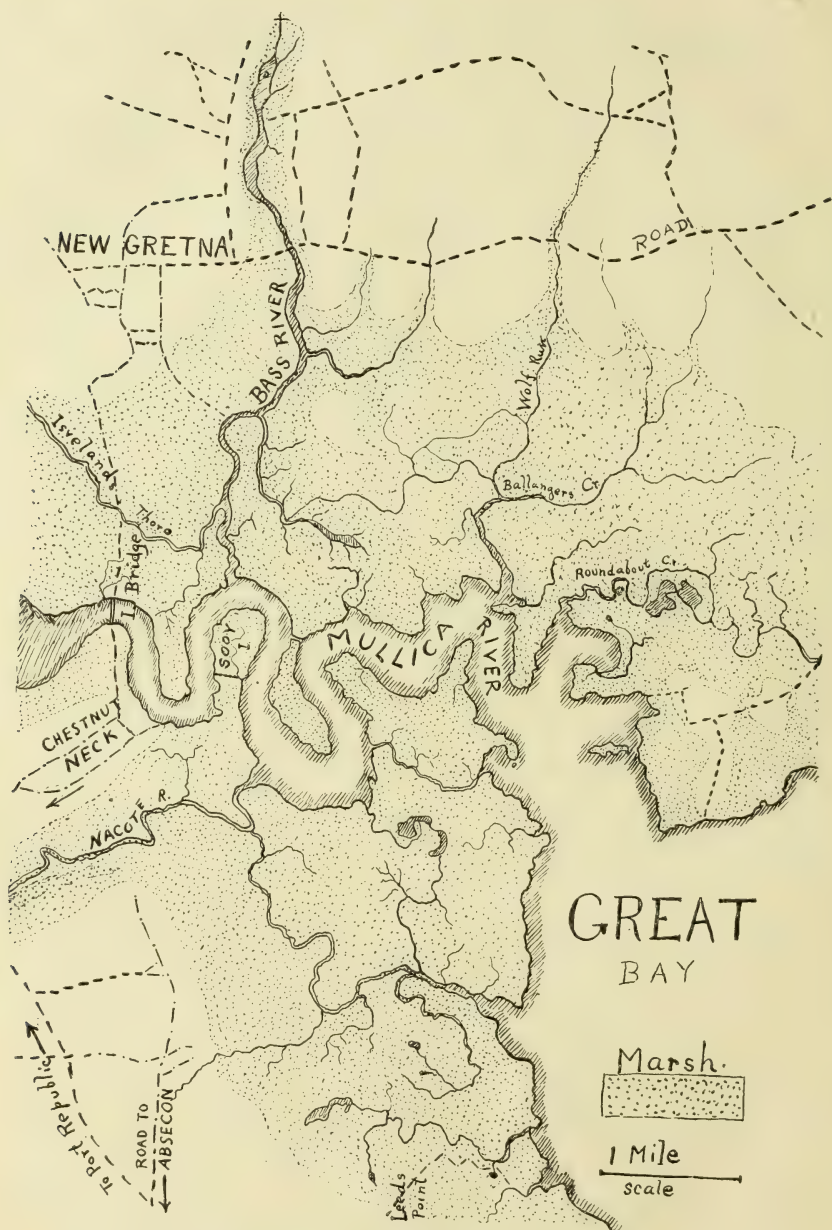 NEW GRETNA
ROAD
BASS RIVER
Wolf Run
Iselands
Thoro
Ballangers Cr.
Bridge
Roundabout Cr.
MULLICA
RIVER
SOOY
I
CHESTNUT
NECK
NACOTE R.
GREAT
BAY
Marsh.
1 Mile
scale
To Port Republic
ROAD TO
ABSECON
Leeds
Point